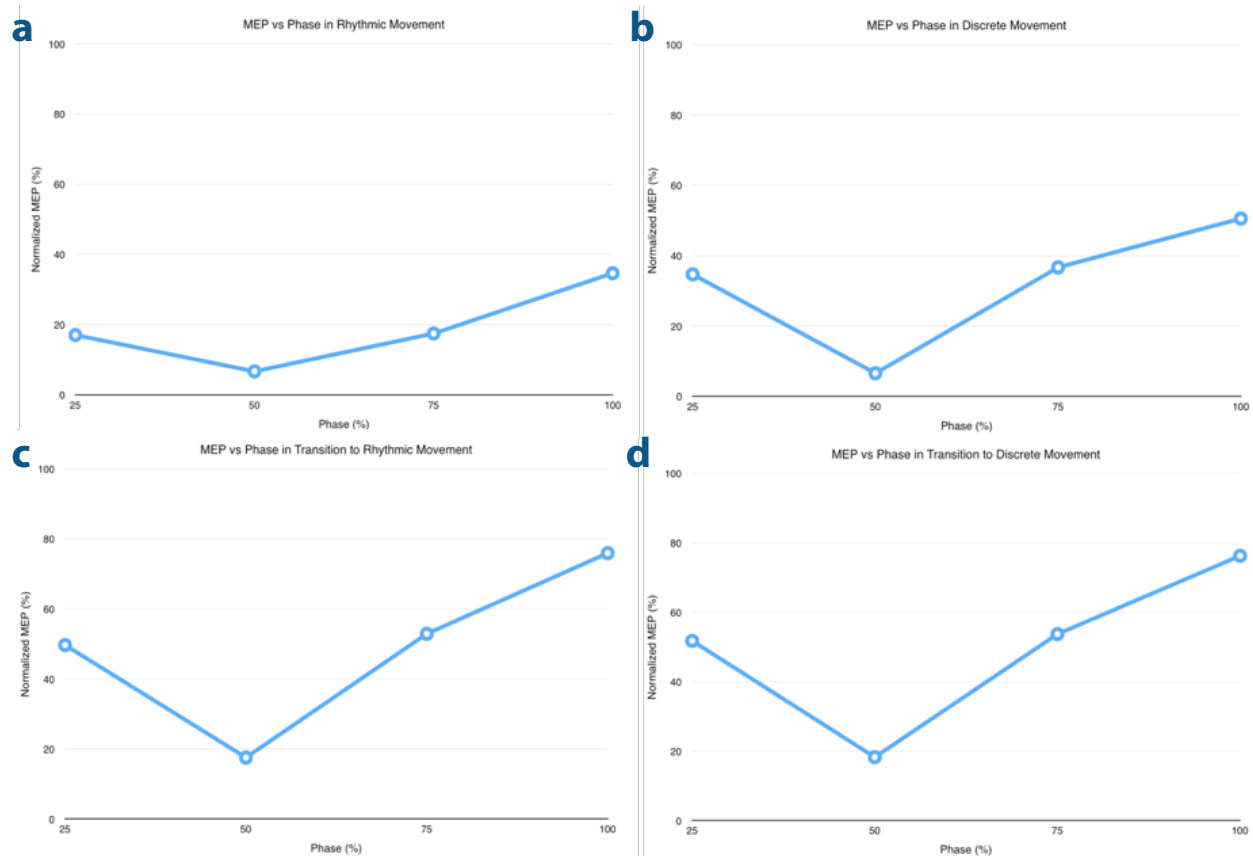 a
MEP vs Phase in Rhythmic Movement
100
80
60
40
20
0
Normalized MEP (%)
25 50 75 100
Phase (%)
b
MEP vs Phase in Discrete Movement
100
80
60
40
20
0
Normalized MEP (%)
25 50 75 100
Phase (%)
c
MEP vs Phase in Transition to Rhythmic Movement
100
80
60
40
20
0
Normalized MEP (%)
25 50 75 100
Phase (%)
d
MEP vs Phase in Transition to Discrete Movement
100
80
60
40
20
0
Normalized MEP (%)
25 50 75 100
Phase (%)